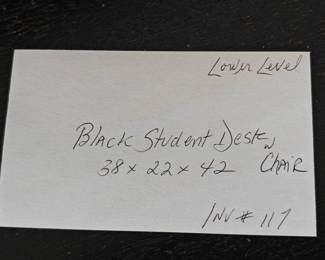 Lower Level
Black Student Desk
38 x 22 x 42 Chair
INV # 117